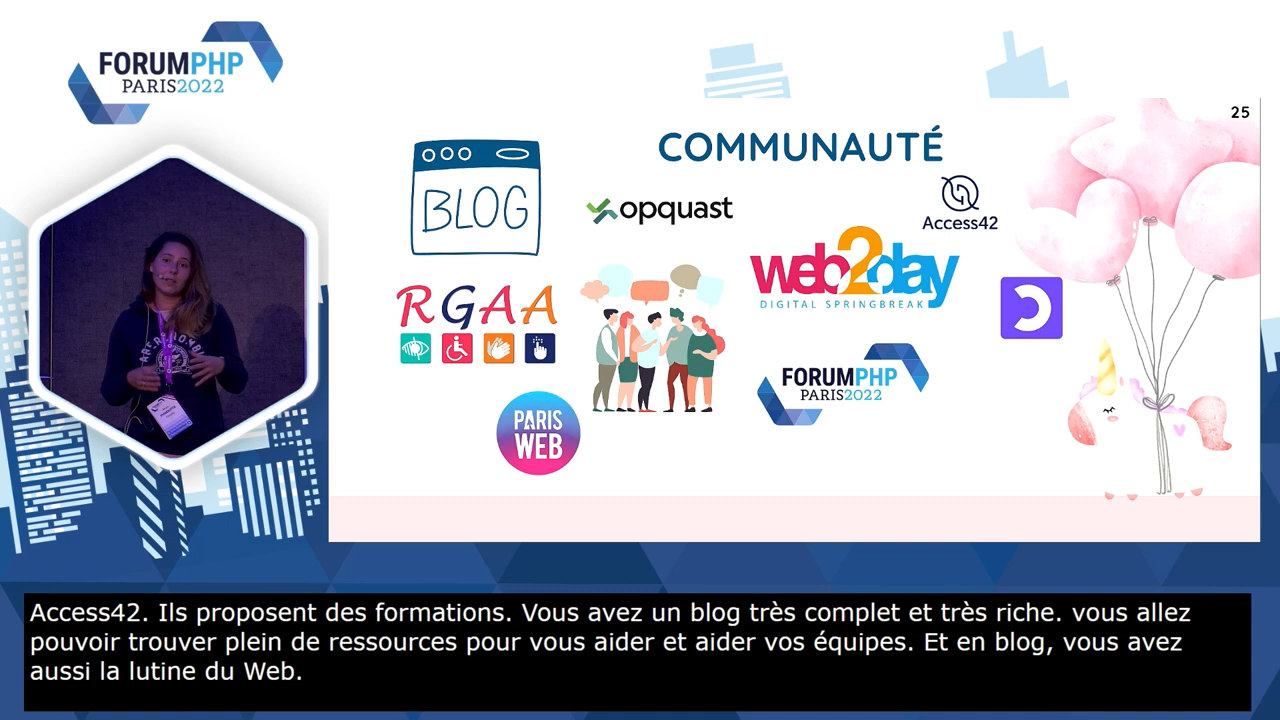 FORUMPHP
PARIS2022
25
COMMUNAUTÉ
BLOG
opquast
Access42
web2day
DIGITAL SPRINGBREAK
RGAA
FORUMPHP
PARIS2022
PARIS
WEB
Access42. Ils proposent des formations. Vous avez un blog très complet et très riche. vous allez
pouvoir trouver plein de ressources pour vous aider et aider vos équipes. Et en blog, vous avez
aussi la lutine du Web.